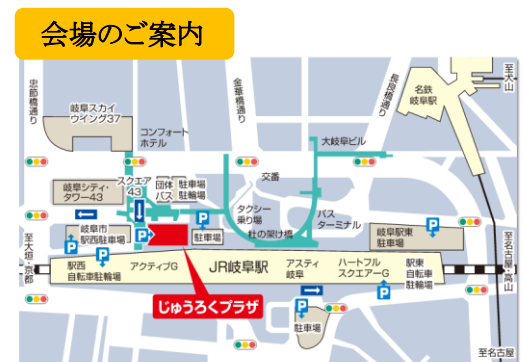 会場のご案内
忠節橋通り
金華橋通り
長良橋通り
至犬山
名鉄
岐阜駅
岐阜スカイ
ウイング37
コンフォート
ホテル
大岐阜ビル
交番
岐阜シティ・
タワー43
スクエア
43
団体
バス
駐車場
駐輪場
タクシー
乗り場
バス
ターミナル
杜の架け橋
岐阜市
駅西駐車場
駐車場
岐阜駅東
駐車場
至大垣・京都
至名古屋・高山
駅西
自転車駐輪場
アクティブG
JR岐阜駅
アスティ
岐阜
ハートフル
スクエアーG
駅東
自転車
駐輪場
じゅうろくプラザ
駐車場
至名古屋
P
P
P
P
P
P
P
P